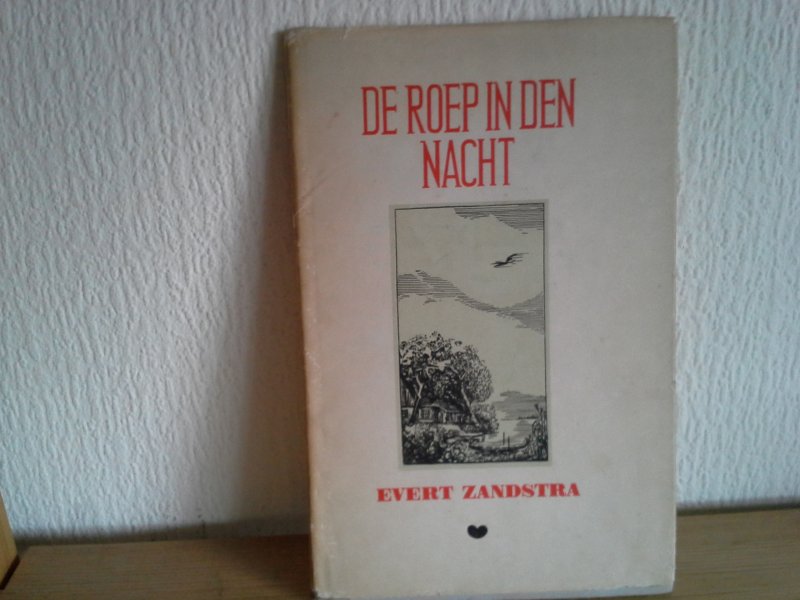 DE ROEP IN DEN
NACHT
EVERT ZANDSTRA